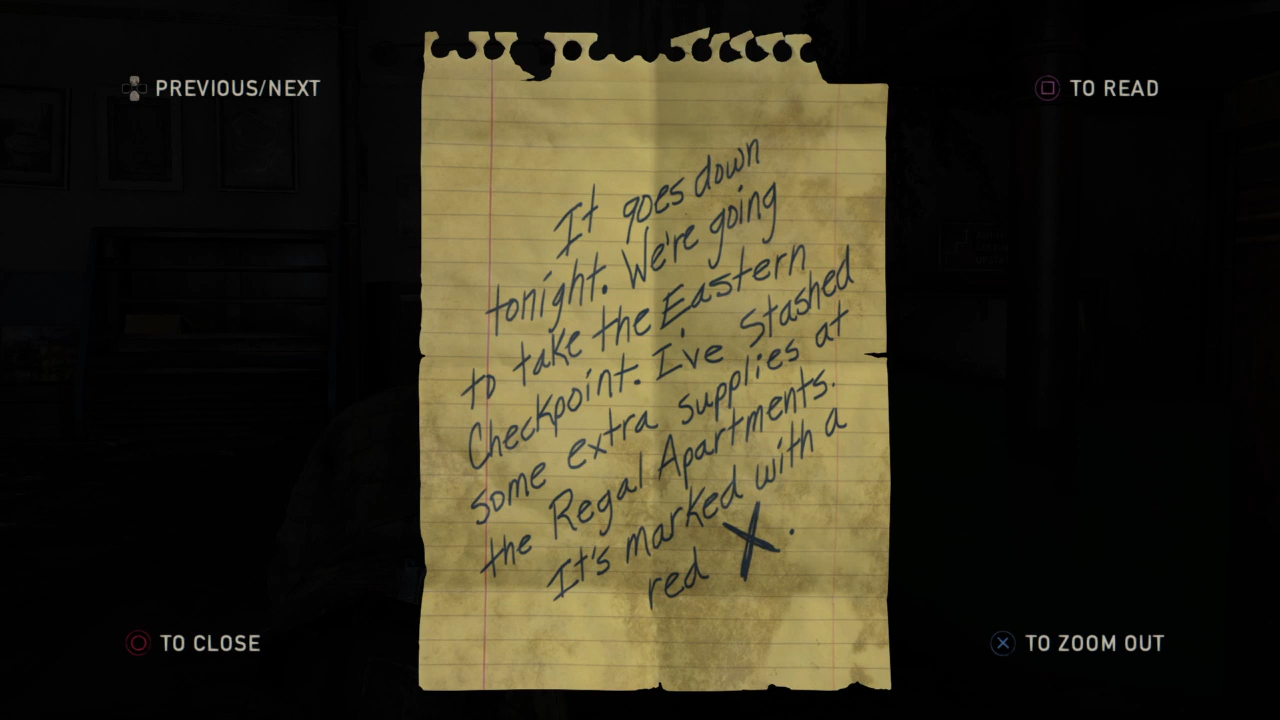 PREVIOUS/NEXT
TO READ
It goes down
tonight. We're going
to take the Eastern
Checkpoint. I've Stashed
some extra supplies at
the Regal Apartments.
It's marked with a
red X.
TO CLOSE
TO ZOOM OUT